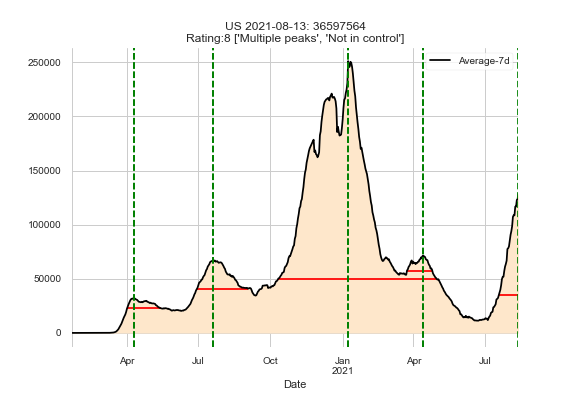 US 2021-08-13: 36597564
Rating:8 ['Multiple peaks', 'Not in control']
Average-7d
250000
200000
150000
100000
50000
0
Apr
Jul
Oct
Jan
2021
Apr
Jul
Date